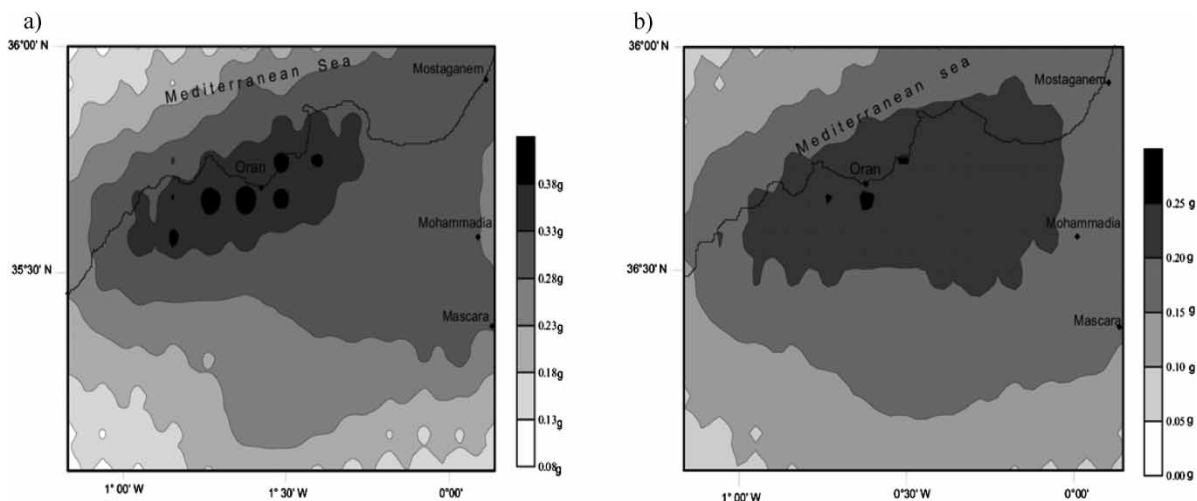 a)
36°00' N
35°30' N
Mediterranean Sea
Mostaganem
Oran
Mohammadia
Mascara
1° 00' W
1° 30' W
0°00'
0.38g
0.33g
0.28g
0.23g
0.18g
0.13g
0.08g
b)
36°00' N
36°30' N
Mediterranean sea
Mostaganem
Oran
Mohammadia
Mascara
1° 00' W
0°30' W
0°00'
0.25 g
0.20 g
0.15 g
0.10 g
0.05 g
0.00 g